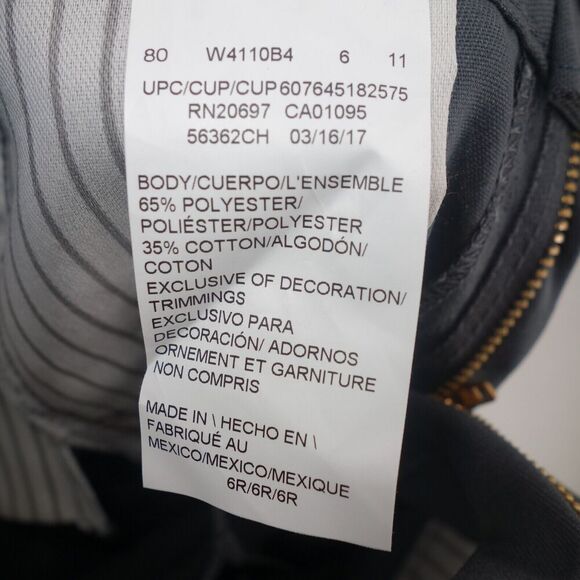 80 W4110B4 6 11
UPC/CUP/CUP607645182575
RN20697 CA01095
56362CH 03/16/17
BODY/CUERPO/L'ENSEMBLE
65% POLYESTER/
POLIÉSTER/POLYESTER
35% COTTON/ALGODÓN/
COTON
EXCLUSIVE OF DECORATION/
TRIMMINGS
EXCLUSIVO PARA
DECORACIÓN/ ADORNOS
ORNEMENT ET GARNITURE
NON COMPRIS
MADE IN \ HECHO EN \
FABRIQUÉ AU
MEXICO/MEXICO/MEXIQUE
6R/6R/6R